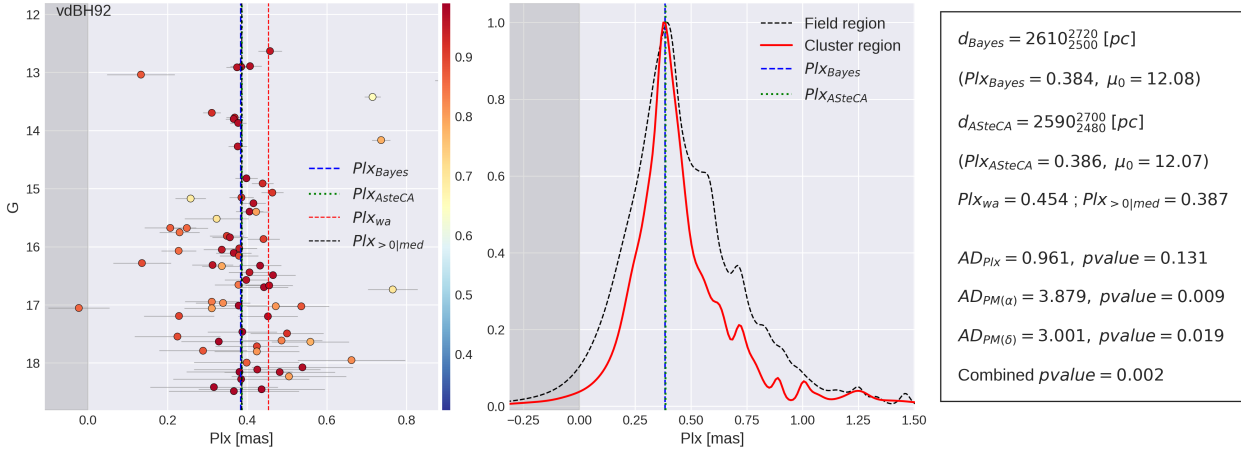 vdBH92
12
13
14
15
16
17
18
G
0.0
0.2
0.4
0.6
0.8
Plx [mas]
Plx_Bayes
Plx_AsteCA
Plx_wa
Plx_>0|med
0.9
0.8
0.7
0.6
0.5
0.4
1.0
0.8
0.6
0.4
0.2
0.0
−0.25
0.00
0.25
0.50
0.75
1.00
1.25
1.50
Plx [mas]
Field region
Cluster region
Plx_Bayes
Plx_ASteCA
d_Bayes = 2610^2720_2500 [pc]
(Plx_Bayes = 0.384, μ_0 = 12.08)
d_ASteCA = 2590^2700_2480 [pc]
(Plx_ASteCA = 0.386, μ_0 = 12.07)
Plx_wa = 0.454 ; Plx_>0|med = 0.387
AD_Plx = 0.961, pvalue = 0.131
AD_PM(α) = 3.879, pvalue = 0.009
AD_PM(δ) = 3.001, pvalue = 0.019
Combined pvalue = 0.002